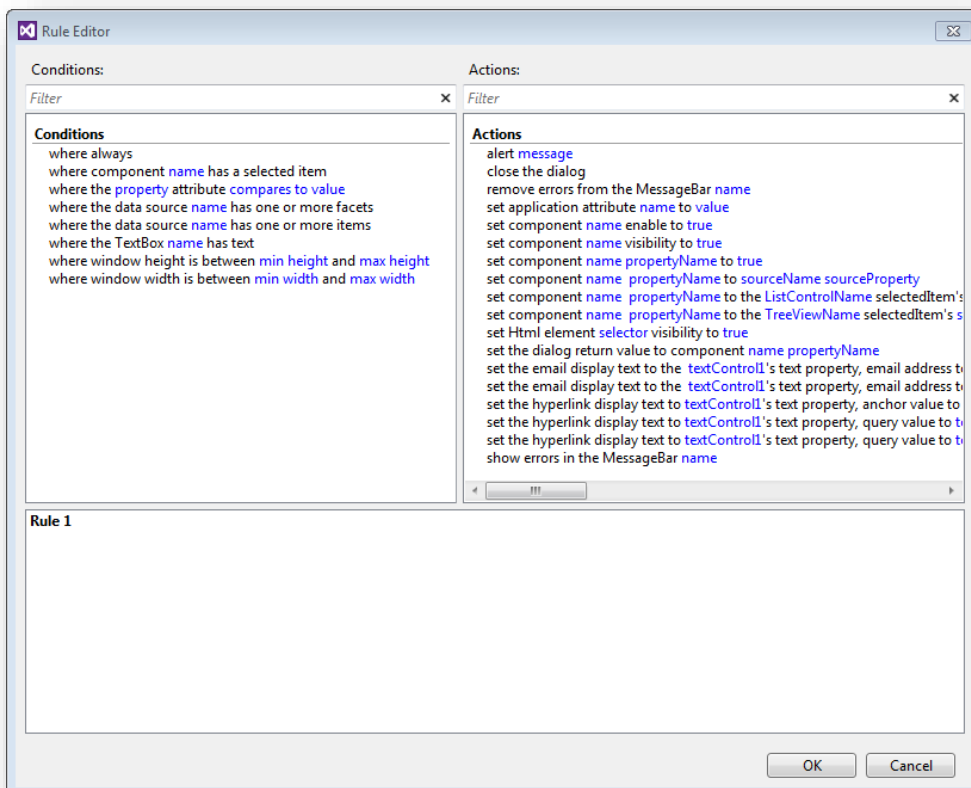 Rule Editor
Conditions:
Actions:
Filter
Filter
Conditions
where always
where component name has a selected item
where the property attribute compares to value
where the data source name has one or more facets
where the data source name has one or more items
where the TextBox name has text
where window height is between min height and max height
where window width is between min width and max width
Actions
alert message
close the dialog
remove errors from the MessageBar name
set application attribute name to value
set component name enable to true
set component name visibility to true
set component name propertyName to true
set component name propertyName to sourceName sourceProperty
set component name propertyName to the ListControlName selectedItem's
set component name propertyName to the TreeViewName selectedItem's s
set Html element selector visibility to true
set the dialog return value to component name propertyName
set the email display text to the textControl1's text property, email address t
set the email display text to the textControl1's text property, email address t
set the hyperlink display text to textControl1's text property, anchor value to
set the hyperlink display text to textControl1's text property, query value to t
set the hyperlink display text to textControl1's text property, query value to t
show errors in the MessageBar name
Rule 1
OK
Cancel